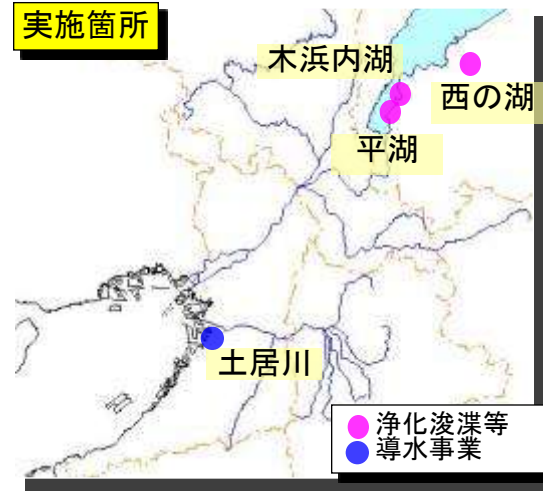 実施箇所
木浜内湖
西の湖
平湖
土居川
浄化浚渫等
導水事業